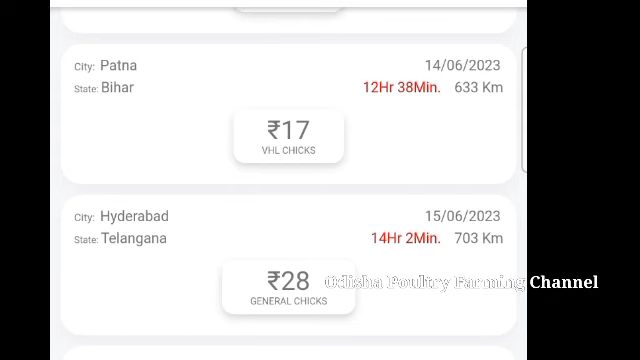 City: Patna 14/06/2023
State: Bihar 12Hr 38Min. 633 Km
₹17
VHL CHICKS
City: Hyderabad 15/06/2023
State: Telangana 14Hr 2Min. 703 Km
₹28
GENERAL CHICKS
Odisha Poultry Farming Channel